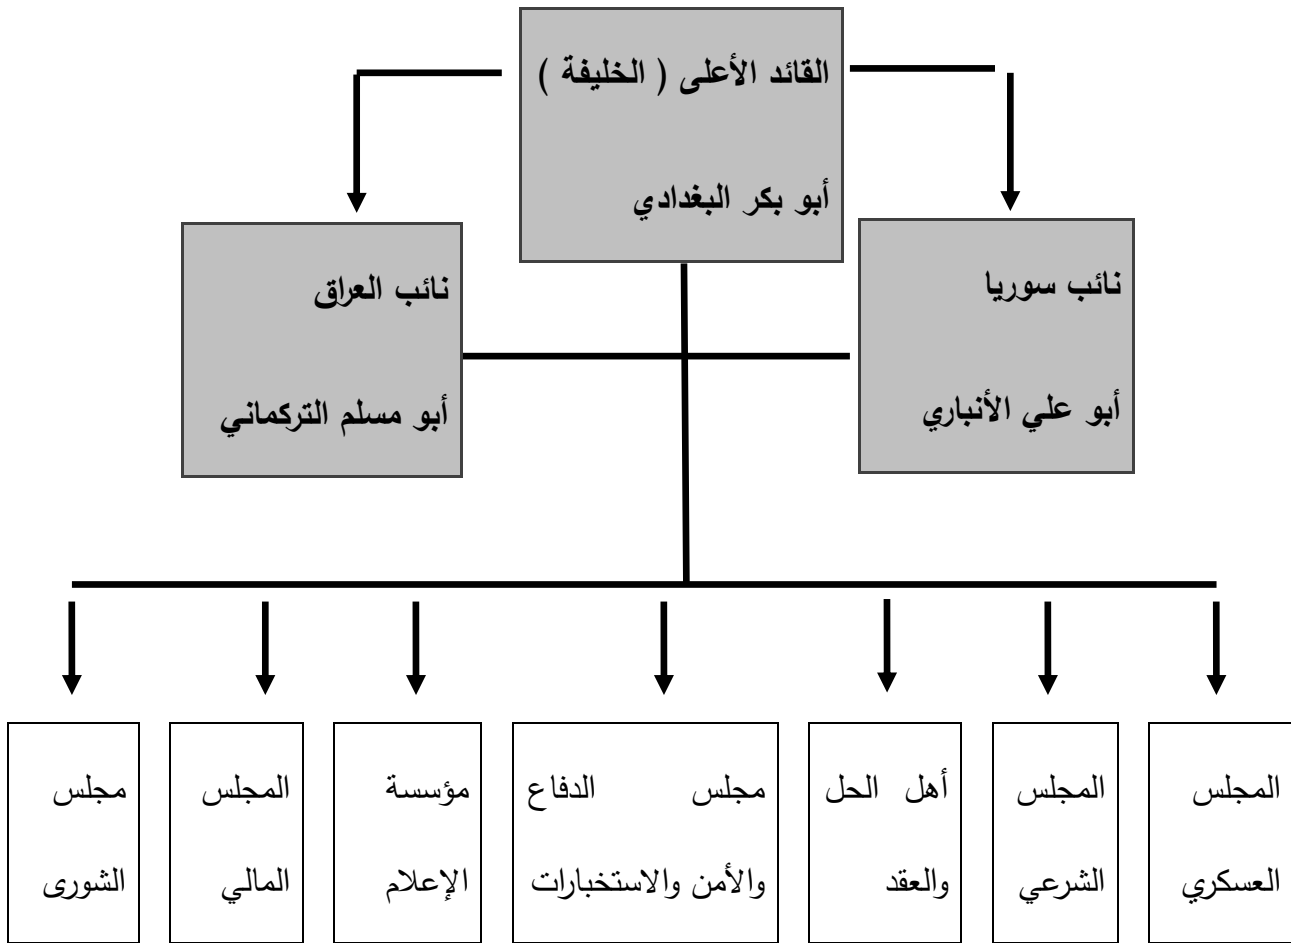 القائد الأعلى ( الخليفة )
أبو بكر البغدادي
نائب سوريا
أبو علي الأنباري
نائب العراق
أبو مسلم التركماني
المجلس
العسكري
المجلس
الشرعي
أهل الحل
والعقد
مجلس الدفاع
والأمن والاستخبارات
مؤسسة
الإعلام
المجلس
المالي
مجلس
الشورى